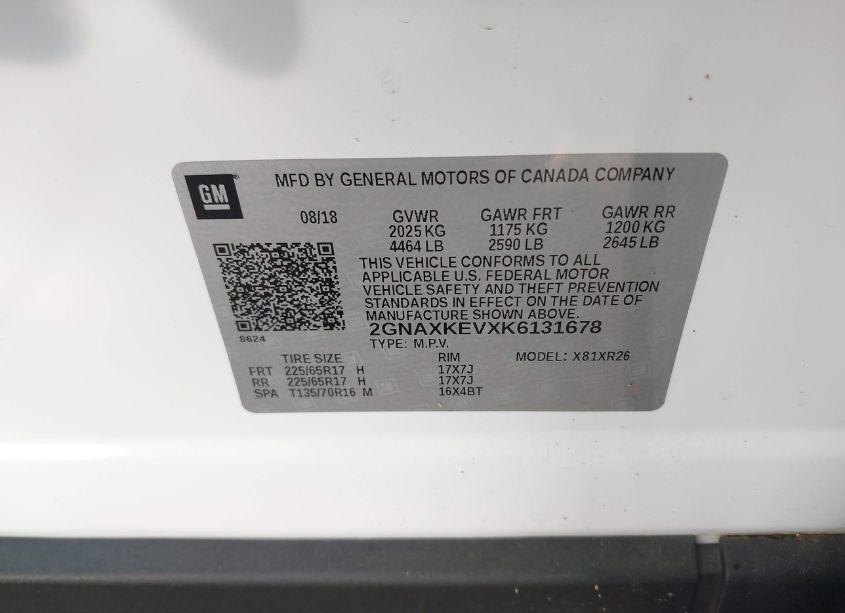 GM®
MFD BY GENERAL MOTORS OF CANADA COMPANY
08/18 GVWR GAWR FRT GAWR RR
2025 KG 1175 KG 1200 KG
4464 LB 2590 LB 2645 LB
THIS VEHICLE CONFORMS TO ALL
APPLICABLE U.S. FEDERAL MOTOR
VEHICLE SAFETY AND THEFT PREVENTION
STANDARDS IN EFFECT ON THE DATE OF
MANUFACTURE SHOWN ABOVE.
2GNAXKEVXK6131678
8624
TYPE: M.P.V.
TIRE SIZE RIM MODEL: X81XR26
FRT 225/65R17 H 17X7J
RR 225/65R17 H 17X7J
SPA T135/70R16 M 16X4BT